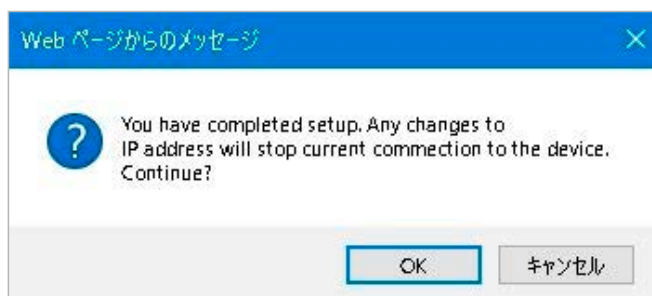 Web ページからのメッセージ
You have completed setup. Any changes to
IP address will stop current commection to the device.
Continue?
OK
キャンセル